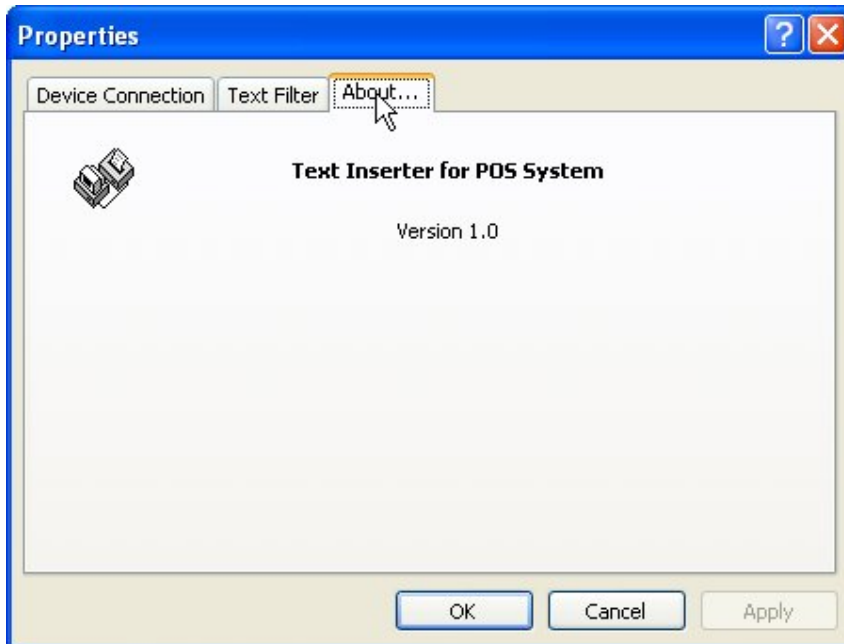 Properties
Device Connection Text Filter About...
Text Inserter for POS System
Version 1.0
OK Cancel Apply